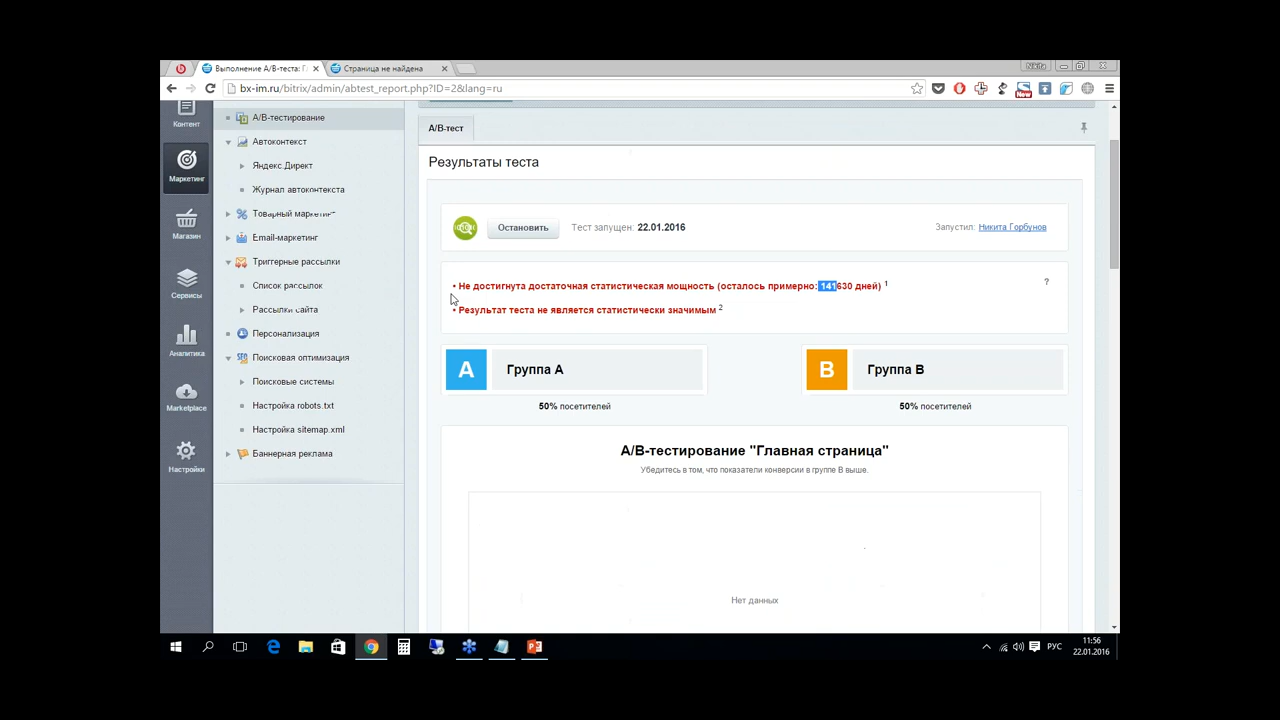 Выполнение A/B-теста: Г
Страница не найдена
Nikita
bx-im.ru/bitrix/admin/abtest_report.php?ID=2&lang=ru
New
Контент
Маркетинг
Магазин
Сервисы
Аналитика
Marketplace
Настройки
A/B-тестирование
Автоконтекст
Яндекс.Директ
Журнал автоконтекста
Товарный маркетинг
Email-маркетинг
Триггерные рассылки
Список рассылок
Рассылки сайта
Персонализация
Поисковая оптимизация
Поисковые системы
Настройка robots.txt
Настройка sitemap.xml
Баннерная реклама
A/B-тест
Результаты теста
Остановить
Тест запущен: 22.01.2016
Запустил: Никита Горбунов
• Не достигнута достаточная статистическая мощность (осталось примерно: 141630 дней) 1
?
• Результат теста не является статистически значимым 2
A Группа A
B Группа B
50% посетителей
50% посетителей
A/B-тестирование "Главная страница"
Убедитесь в том, что показатели конверсии в группе B выше.
Нет данных
РУС
11:56
22.01.2016